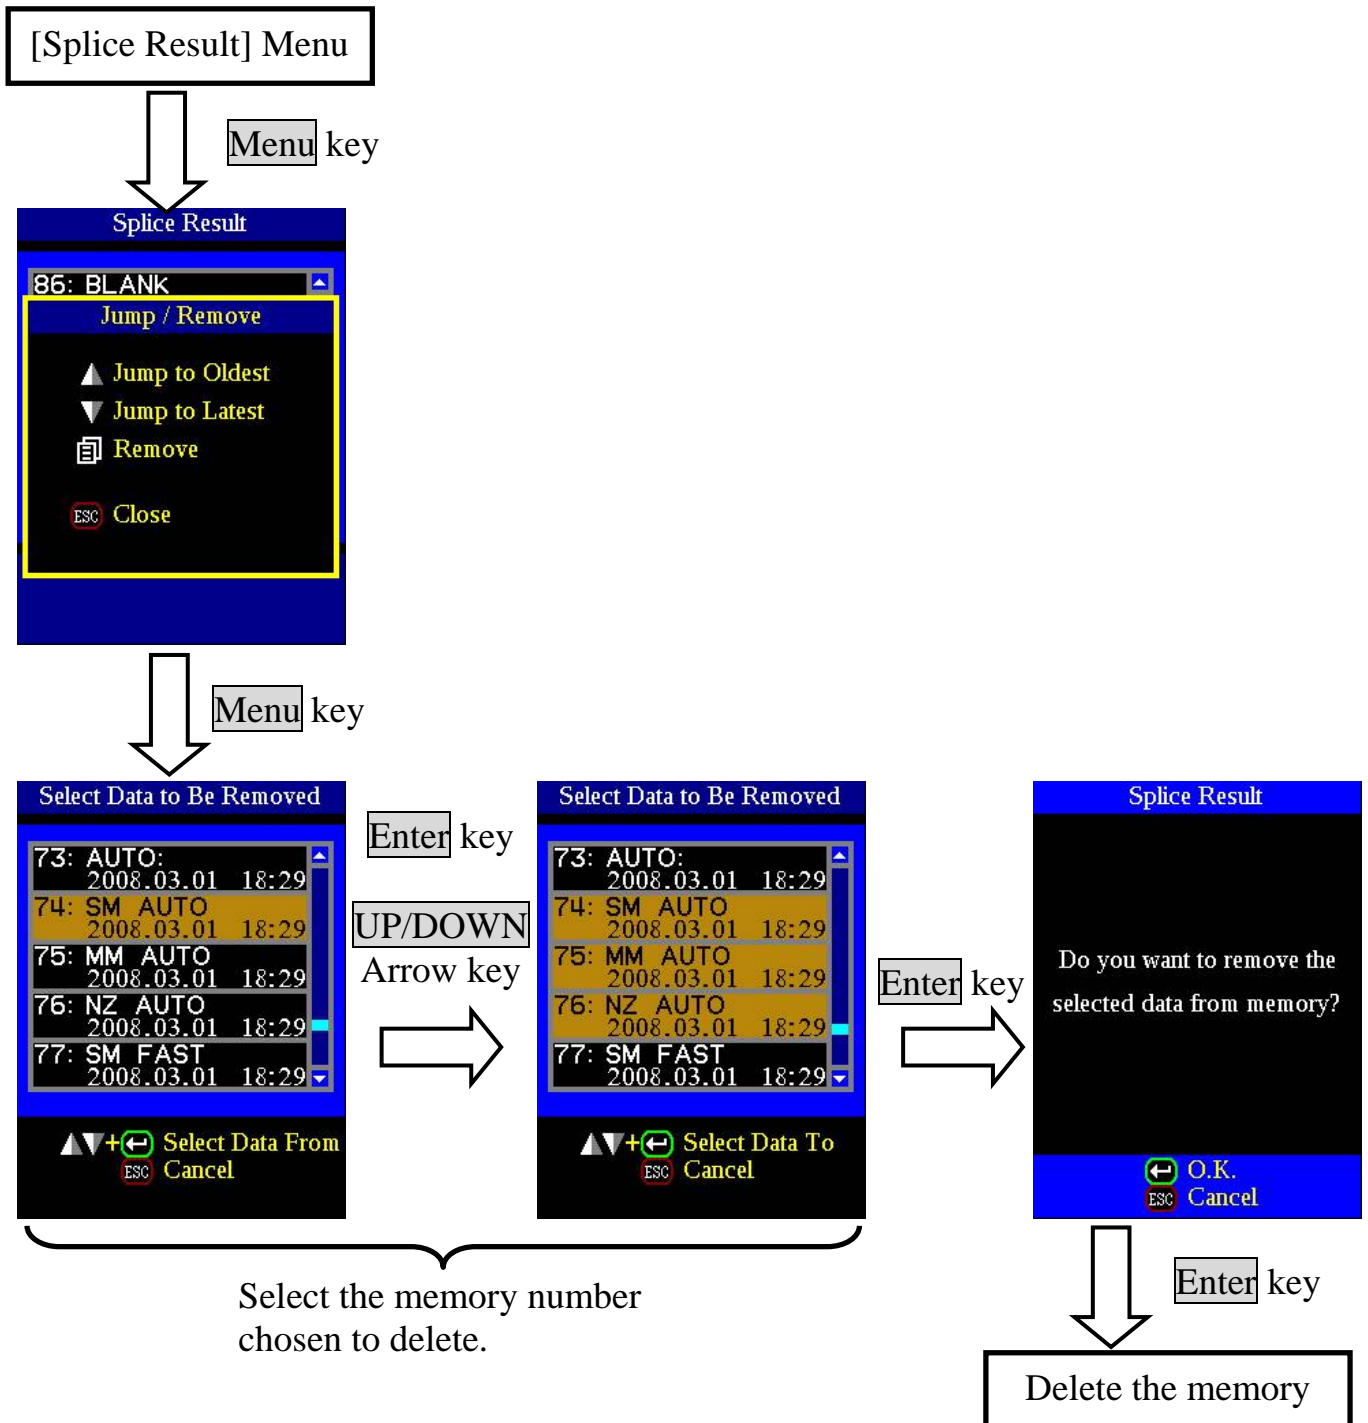 [Splice Result] Menu
Menu key
Splice Result
86: BLANK
Jump / Remove
Jump to Oldest
Jump to Latest
Remove
ESC Close
Menu key
Select Data to Be Removed
73: AUTO:
2008.03.01 18:29
74: SM AUTO
2008.03.01 18:29
75: MM AUTO
2008.03.01 18:29
76: NZ AUTO
2008.03.01 18:29
77: SM FAST
2008.03.01 18:29
+ Select Data From
ESC Cancel
Enter key
UP/DOWN
Arrow key
Select Data to Be Removed
73: AUTO:
2008.03.01 18:29
74: SM AUTO
2008.03.01 18:29
75: MM AUTO
2008.03.01 18:29
76: NZ AUTO
2008.03.01 18:29
77: SM FAST
2008.03.01 18:29
+ Select Data To
ESC Cancel
Enter key
Splice Result
Do you want to remove the
selected data from memory?
O.K.
ESC Cancel
Select the memory number
chosen to delete.
Enter key
Delete the memory